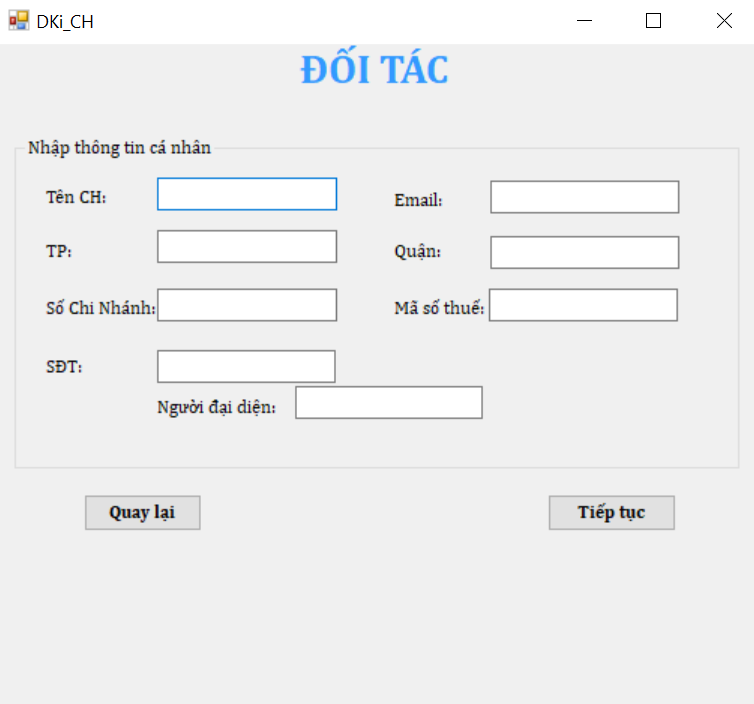 DKi_CH
ĐỐI TÁC
Nhập thông tin cá nhân
Tên CH:
Email:
TP:
Quận:
Số Chi Nhánh:
Mã số thuế:
SĐT:
Người đại diện:
Quay lại
Tiếp tục